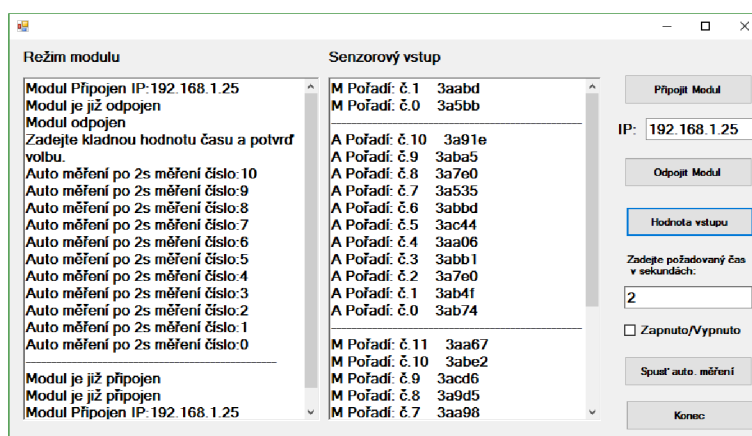 Režim modulu
Modul Připojen IP:192.168.1.25
Modul je již odpojen
Modul odpojen
Zadejte kladnou hodnotu času a potvrď
volbu.
Auto měření po 2s měření číslo:10
Auto měření po 2s měření číslo:9
Auto měření po 2s měření číslo:8
Auto měření po 2s měření číslo:7
Auto měření po 2s měření číslo:6
Auto měření po 2s měření číslo:5
Auto měření po 2s měření číslo:4
Auto měření po 2s měření číslo:3
Auto měření po 2s měření číslo:2
Auto měření po 2s měření číslo:1
Auto měření po 2s měření číslo:0
Modul je již připojen
Modul je již připojen
Modul Připojen IP:192.168.1.25
Senzorový vstup
M Pořadí: č.1 3aabd
M Pořadí: č.0 3a5bb
A Pořadí: č.10 3a91e
A Pořadí: č.9 3aba5
A Pořadí: č.8 3a7e0
A Pořadí: č.7 3a535
A Pořadí: č.6 3abbd
A Pořadí: č.5 3ac44
A Pořadí: č.4 3aa06
A Pořadí: č.3 3abb1
A Pořadí: č.2 3a7e0
A Pořadí: č.1 3ab4f
A Pořadí: č.0 3ab74
M Pořadí: č.11 3aa67
M Pořadí: č.10 3abe2
M Pořadí: č.9 3acd6
M Pořadí: č.8 3a9d5
M Pořadí: č.7 3aa98
Připojit Modul
IP: 192.168.1.25
Odpojit Modul
Hodnota vstupu
Zadejte požadovaný čas
v sekundách:
2
Zapnuto/Vypnuto
Spusť auto. měření
Konec